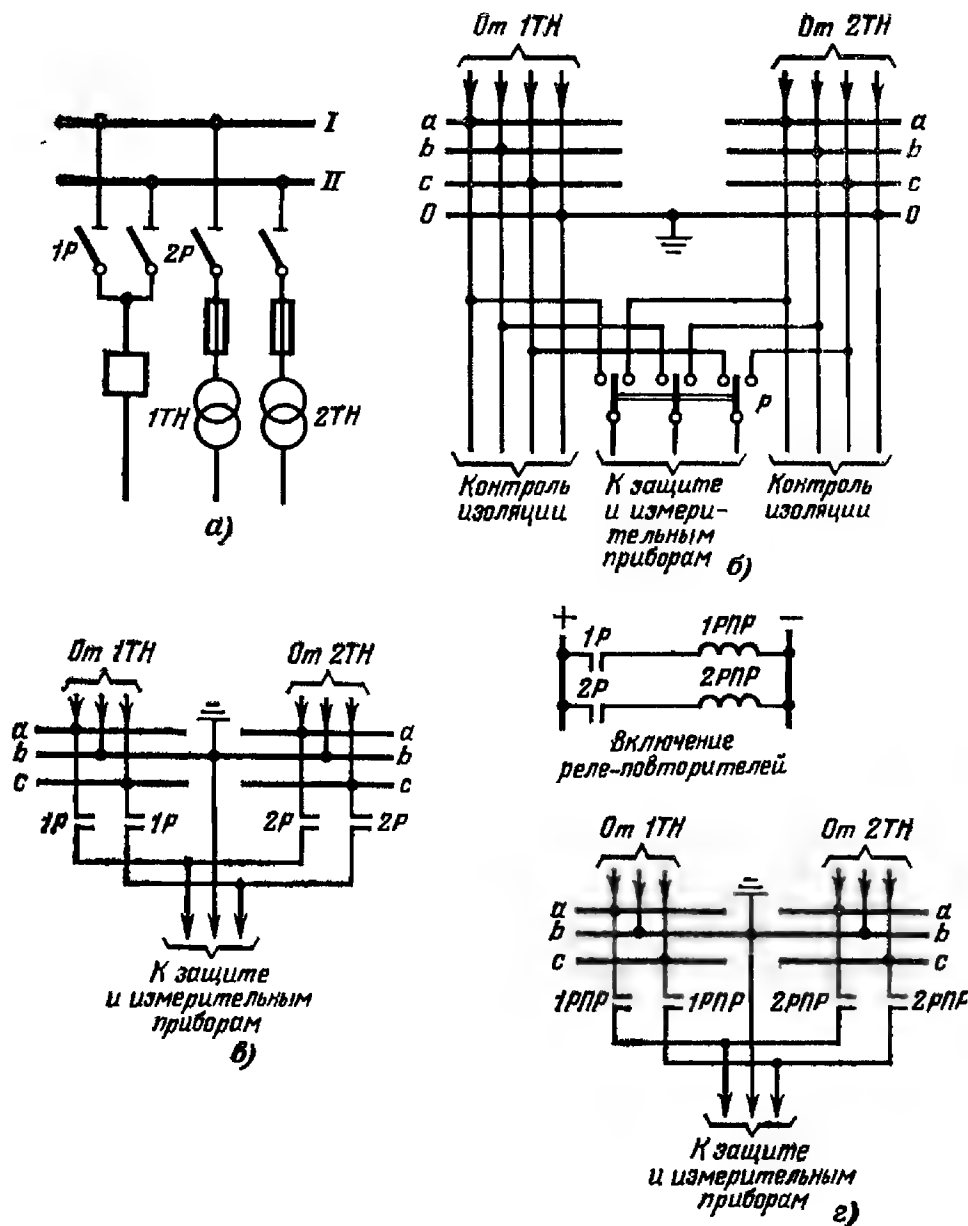 От 1ТН
От 2ТН
I
II
1Р
2Р
1ТН
2ТН
а)
a
b
c
0
a
b
c
0
Р
Контроль
изоляции
К защите
и измери-
тельным
приборам
Контроль
изоляции
б)
От 1ТН
От 2ТН
a
b
c
a
b
c
1Р
1Р
2Р
2Р
К защите
и измерительным
приборам
в)
+
−
1Р
1РПР
2Р
2РПР
Включение
реле-повторителей
От 1ТН
От 2ТН
a
b
c
a
b
c
1РПР
1РПР
2РПР
2РПР
К защите
и измерительным
приборам
г)